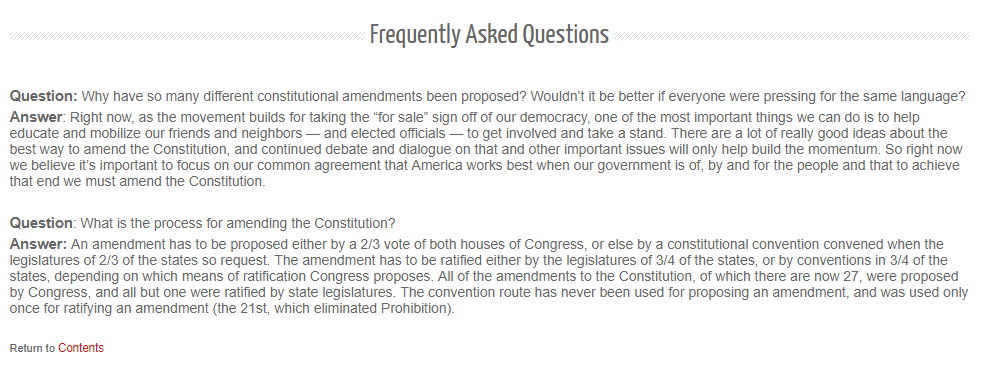 Frequently Asked Questions
Question: Why have so many different constitutional amendments been proposed? Wouldn’t it be better if everyone were pressing for the same language?
Answer: Right now, as the movement builds for taking the “for sale” sign off of our democracy, one of the most important things we can do is to help
educate and mobilize our friends and neighbors — and elected officials — to get involved and take a stand. There are a lot of really good ideas about the
best way to amend the Constitution, and continued debate and dialogue on that and other important issues will only help build the momentum. So right now
we believe it’s important to focus on our common agreement that America works best when our government is of, by and for the people and that to achieve
that end we must amend the Constitution.
Question: What is the process for amending the Constitution?
Answer: An amendment has to be proposed either by a 2/3 vote of both houses of Congress, or else by a constitutional convention convened when the
legislatures of 2/3 of the states so request. The amendment has to be ratified either by the legislatures of 3/4 of the states, or by conventions in 3/4 of the
states, depending on which means of ratification Congress proposes. All of the amendments to the Constitution, of which there are now 27, were proposed
by Congress, and all but one were ratified by state legislatures. The convention route has never been used for proposing an amendment, and was used only
once for ratifying an amendment (the 21st, which eliminated Prohibition).
Return to Contents